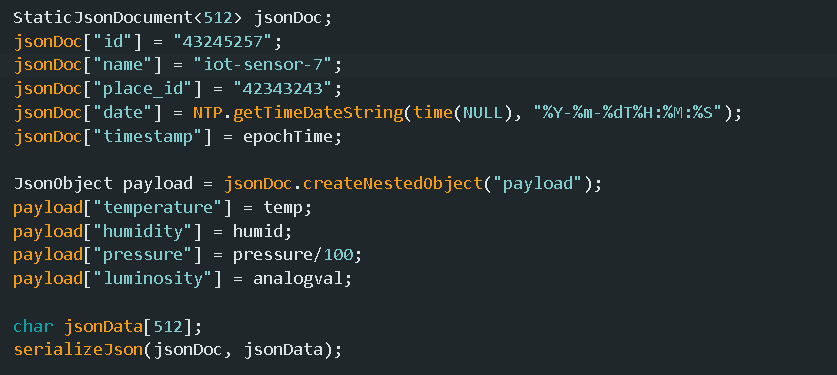 StaticJsonDocument<512> jsonDoc;
jsonDoc["id"] = "43245257";
jsonDoc["name"] = "iot-sensor-7";
jsonDoc["place_id"] = "42343243";
jsonDoc["date"] = NTP.getTimeDateString(time(NULL), "%Y-%m-%dT%H:%M:%S");
jsonDoc["timestamp"] = epochTime;
JsonObject payload = jsonDoc.createNestedObject("payload");
payload["temperature"] = temp;
payload["humidity"] = humid;
payload["pressure"] = pressure/100;
payload["luminosity"] = analogval;
char jsonData[512];
serializeJson(jsonDoc, jsonData);